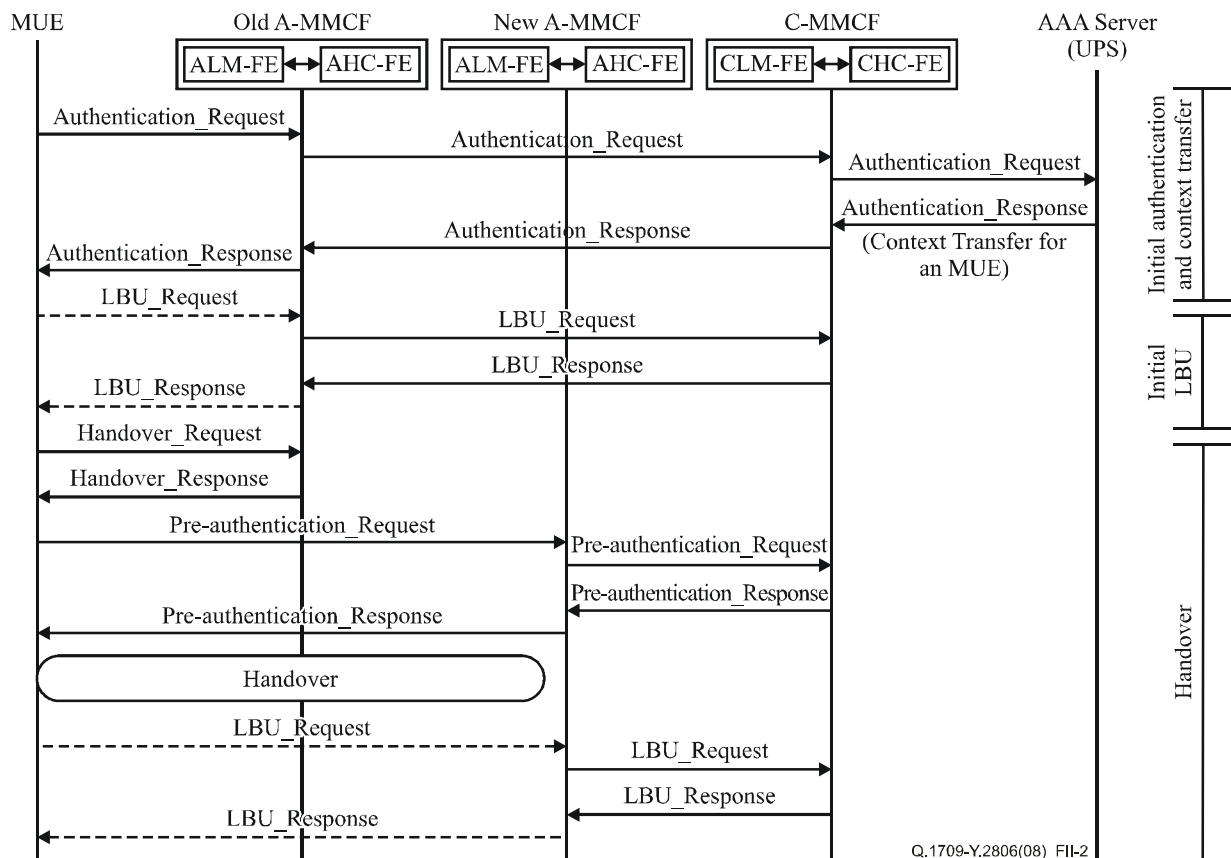 MUE
Old A-MMCF
New A-MMCF
C-MMCF
AAA Server
(UPS)
ALM-FE
AHC-FE
ALM-FE
AHC-FE
CLM-FE
CHC-FE
Authentication_Request
Authentication_Request
Authentication_Request
Authentication_Response
(Context Transfer for
an MUE)
Authentication_Response
Authentication_Response
Initial authentication
and context transfer
LBU_Request
LBU_Request
LBU_Response
LBU_Response
Initial
LBU
Handover_Request
Handover_Response
Pre-authentication_Request
Pre-authentication_Request
Pre-authentication_Response
Pre-authentication_Response
Handover
Handover
LBU_Request
LBU_Request
LBU_Response
LBU_Response
Q.1709-Y.2806(08)_FII-2